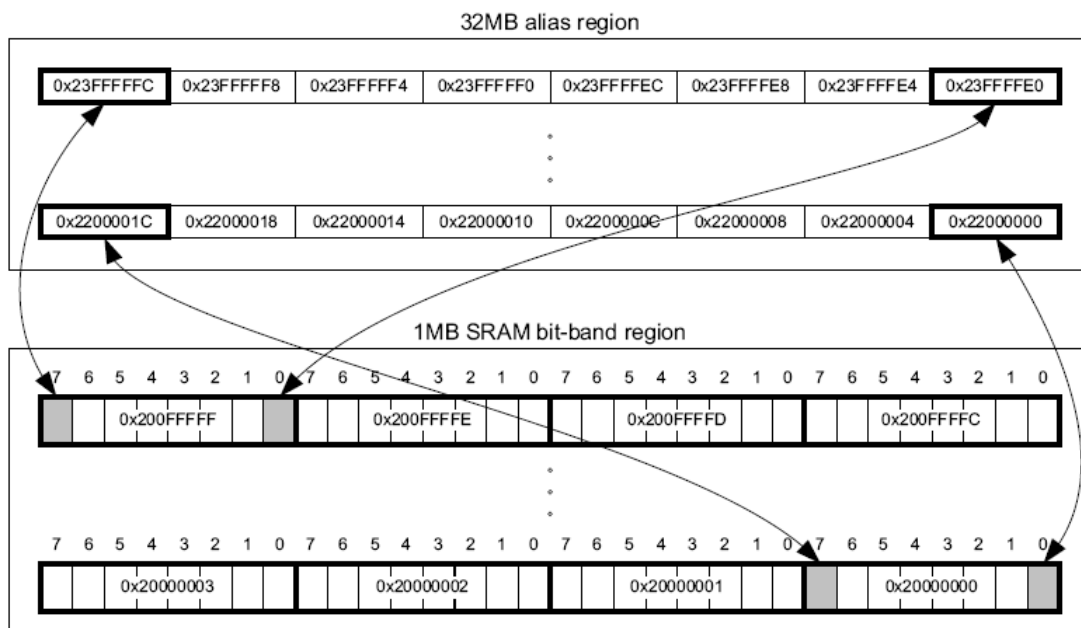 32MB alias region
0x23FFFFFC 0x23FFFFF8 0x23FFFFF4 0x23FFFFF0 0x23FFFFEC 0x23FFFFE8 0x23FFFFE4 0x23FFFFE0
0x2200001C 0x22000018 0x22000014 0x22000010 0x2200000C 0x22000008 0x22000004 0x22000000
1MB SRAM bit-band region
7 6 5 4 3 2 1 0 7 6 5 4 3 2 1 0 7 6 5 4 3 2 1 0 7 6 5 4 3 2 1 0
0x200FFFFF 0x200FFFFE 0x200FFFFD 0x200FFFFC
7 6 5 4 3 2 1 0 7 6 5 4 3 2 1 0 7 6 5 4 3 2 1 0 7 6 5 4 3 2 1 0
0x20000003 0x20000002 0x20000001 0x20000000